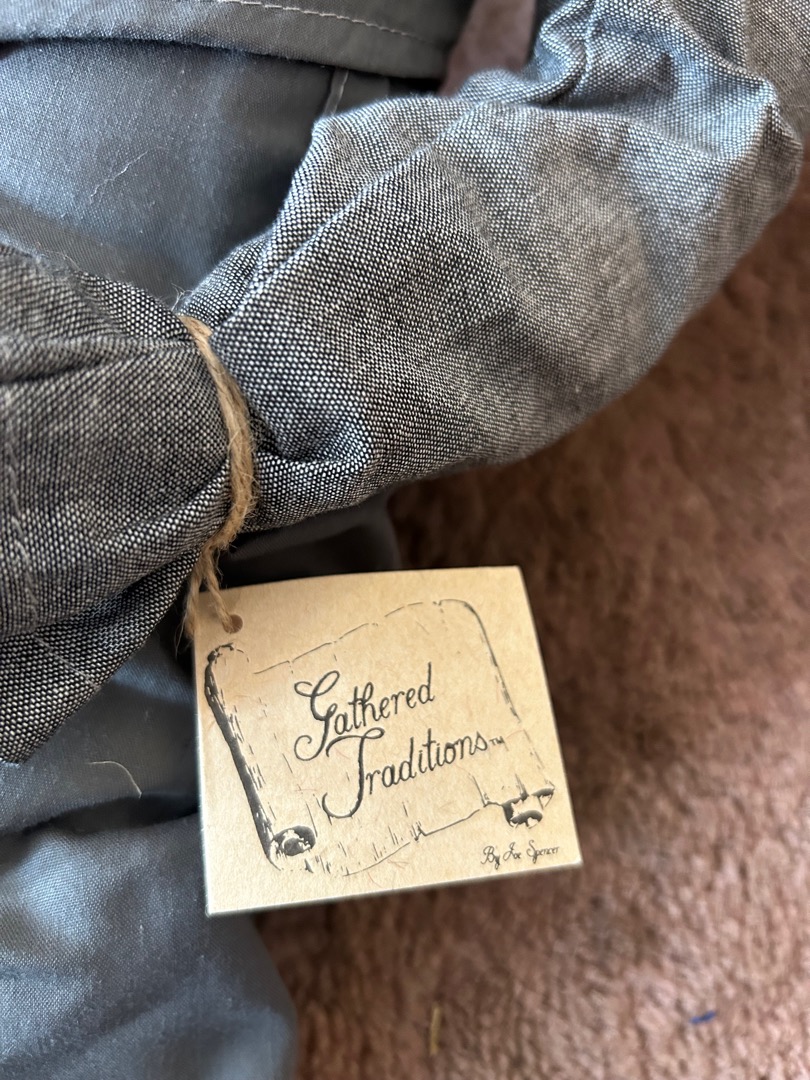 Gathered
Traditions™
By Joe Spencer